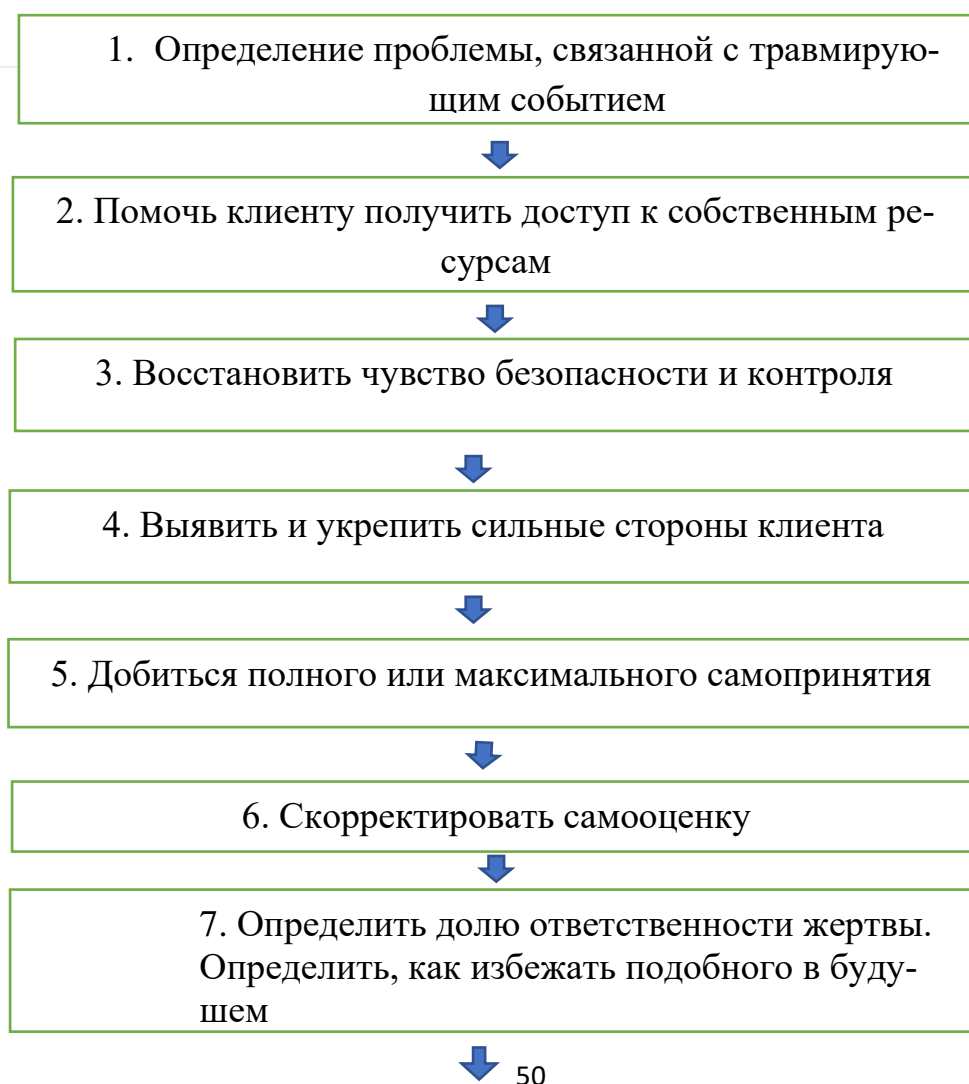 1. Определение проблемы, связанной с травмирую-
щим событием
2. Помочь клиенту получить доступ к собственным ре-
сурсам
3. Восстановить чувство безопасности и контроля
4. Выявить и укрепить сильные стороны клиента
5. Добиться полного или максимального самопринятия
6. Скорректировать самооценку
7. Определить долю ответственности жертвы.
Определить, как избежать подобного в буду-
шем
50